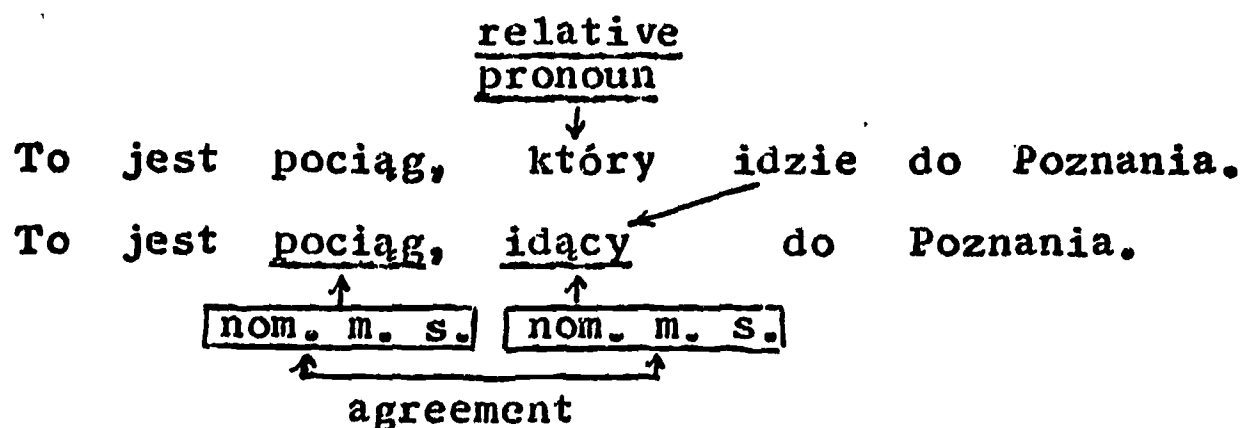 relative
pronoun
To jest pociąg, który idzie do Poznania.
To jest pociąg, idący do Poznania.
nom. m. s. nom. m. s.
agreement